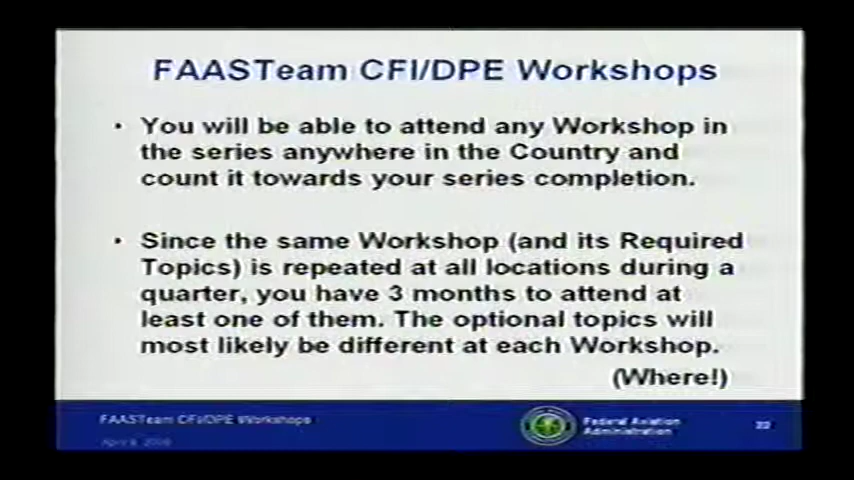 FAASTeam CFI/DPE Workshops
• You will be able to attend any Workshop in
the series anywhere in the Country and
count it towards your series completion.
• Since the same Workshop (and its Required
Topics) is repeated at all locations during a
quarter, you have 3 months to attend at
least one of them. The optional topics will
most likely be different at each Workshop.
(Where!)
FAASTeam CFI/DPE Workshops
Federal Aviation
Administration